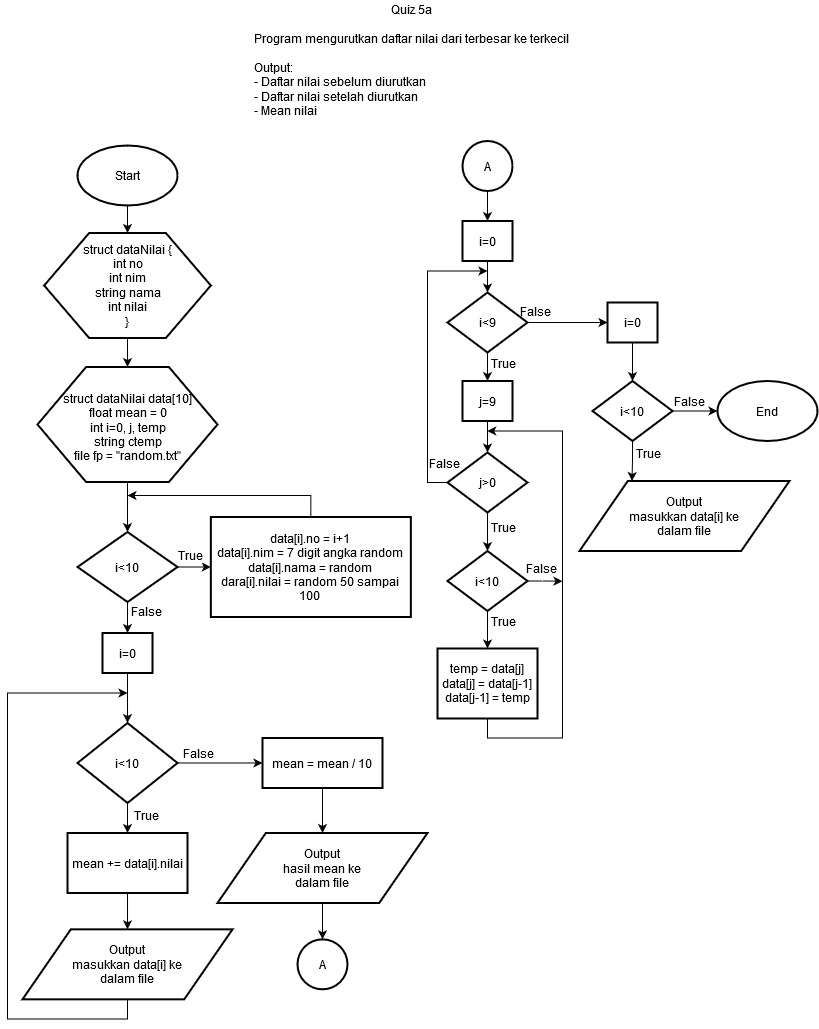 Quiz 5a
Program mengurutkan daftar nilai dari terbesar ke terkecil
Output:
- Daftar nilai sebelum diurutkan
- Daftar nilai setelah diurutkan
- Mean nilai
Start
struct dataNilai {
int no
int nim
string nama
int nilai
}
struct dataNilai data[10]
float mean = 0
int i=0, j, temp
string ctemp
file fp = "random.txt"
i<10
True
data[i].no = i+1
data[i].nim = 7 digit angka random
data[i].nama = random
dara[i].nilai = random 50 sampai
100
False
i=0
i<10
False
mean = mean / 10
True
mean += data[i].nilai
Output
masukkan data[i] ke
dalam file
Output
hasil mean ke
dalam file
A
A
i=0
i<9
False
i=0
True
j=9
i<10
False
End
True
Output
masukkan data[i] ke
dalam file
False
j>0
True
i<10
False
True
temp = data[j]
data[j] = data[j-1]
data[j-1] = temp